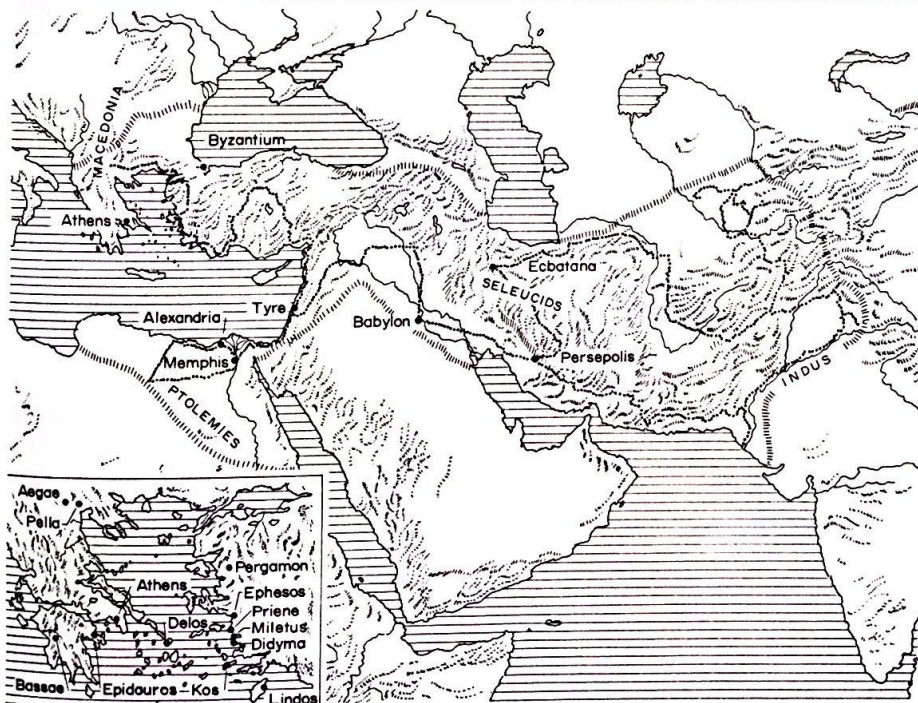 MACEDONIA
Byzantium
Athens
Ecbatana
SELEUCIDS
Tyre
Alexandria
Babylon
Persepolis
Memphis
PTOLEMIES
INDUS
Aegae
Pella
Pergamon
Athens
Ephesos
Priene
Delos
Miletus
Didyma
Bassae
Epidauros–Kos
Lindos